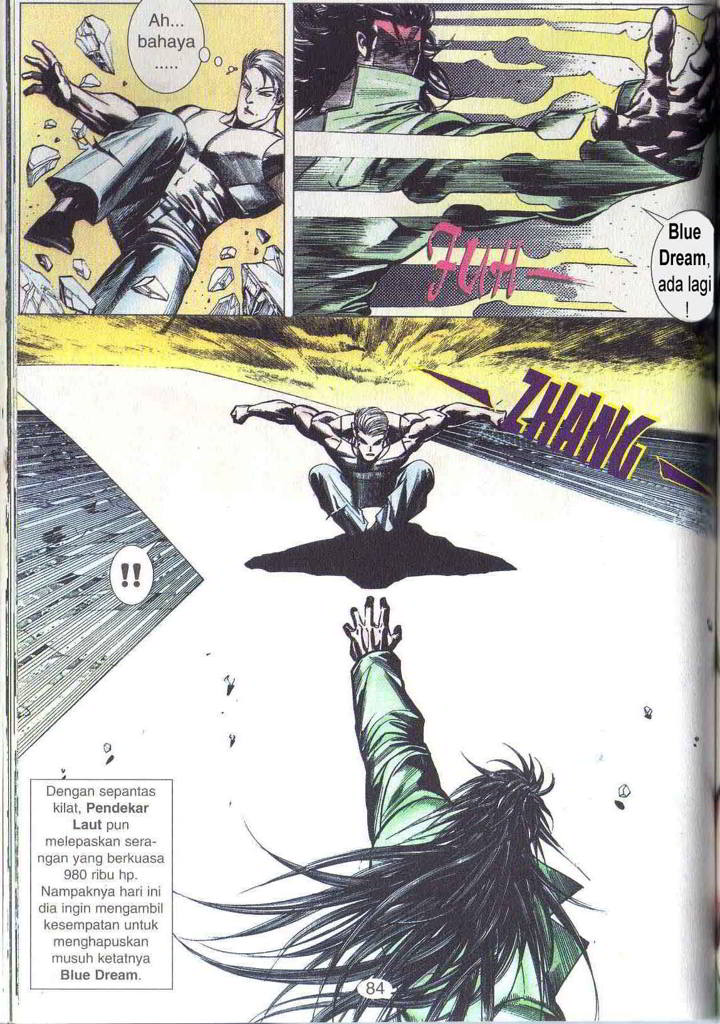 Ah...
bahaya
.....
Blue
Dream,
ada lagi
!
FUH
ZHANG
!!
Dengan sepantas
kilat, Pendekar
Laut pun
melepaskan sera-
ngan yang berkuasa
980 ribu hp.
Nampaknya hari ini
dia ingin mengambil
kesempatan untuk
menghapuskan
musuh ketatnya
Blue Dream.
84